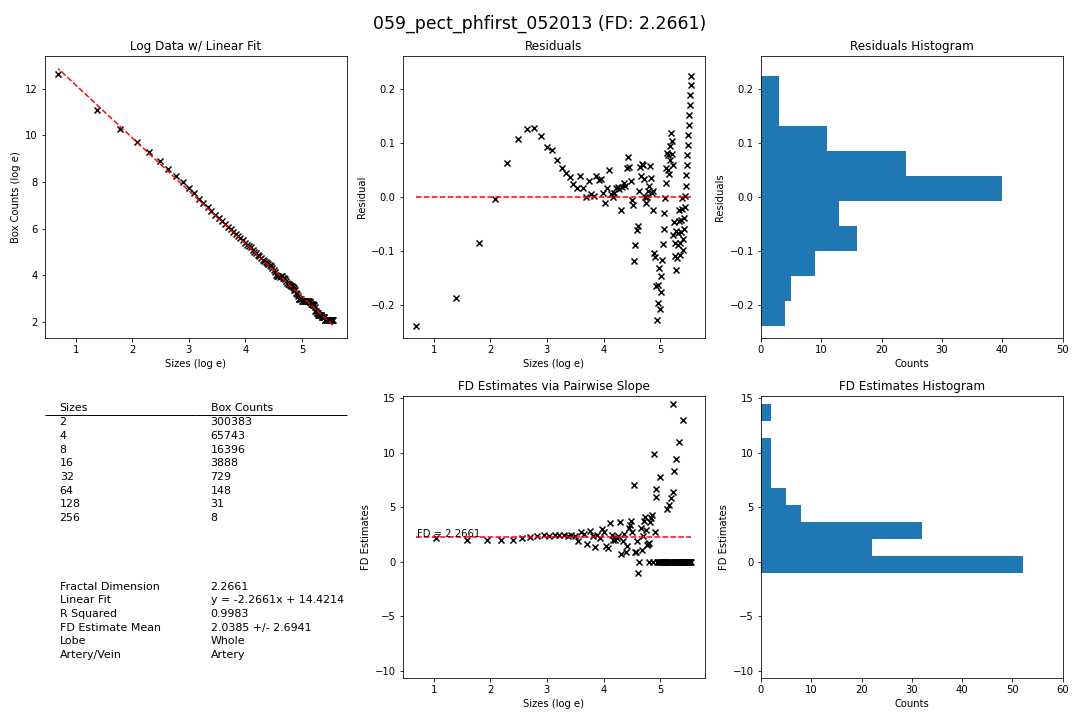 059_pect_phfirst_052013 (FD: 2.2661)
Log Data w/ Linear Fit
Box Counts (log e)
12
10
8
6
4
2
1 2 3 4 5
Sizes (log e)
Residuals
Residual
0.2
0.1
0.0
−0.1
−0.2
1 2 3 4 5
Sizes (log e)
Residuals Histogram
Residuals
0.2
0.1
0.0
−0.1
−0.2
0 10 20 30 40 50
Counts
Sizes Box Counts
2 300383
4 65743
8 16396
16 3888
32 729
64 148
128 31
256 8
Fractal Dimension 2.2661
Linear Fit y = -2.2661x + 14.4214
R Squared 0.9983
FD Estimate Mean 2.0385 +/- 2.6941
Lobe Whole
Artery/Vein Artery
FD Estimates via Pairwise Slope
FD Estimates
15
10
5
0
−5
−10
FD = 2.2661
1 2 3 4 5
Sizes (log e)
FD Estimates Histogram
FD Estimates
15
10
5
0
−5
−10
0 10 20 30 40 50 60
Counts